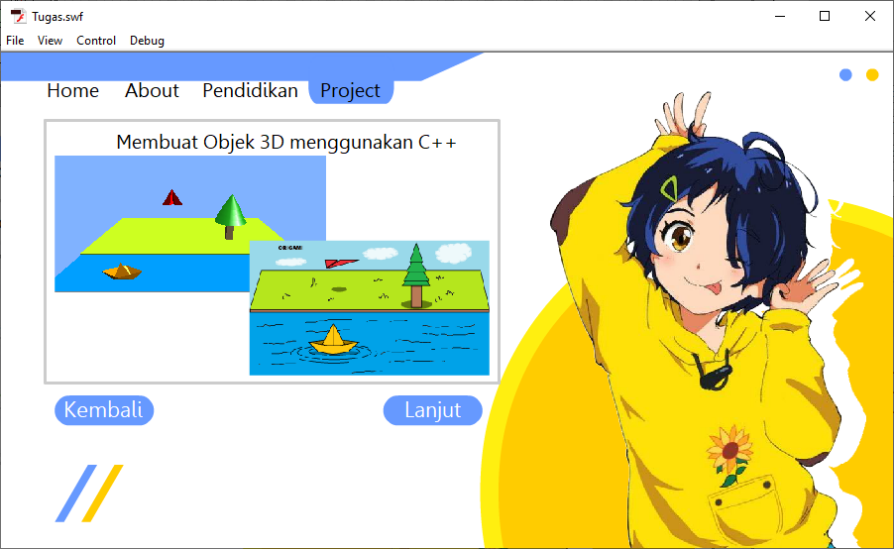 Tugas.swf
File View Control Debug
Home About Pendidikan Project
Membuat Objek 3D menggunakan C++
Kembali
Lanjut